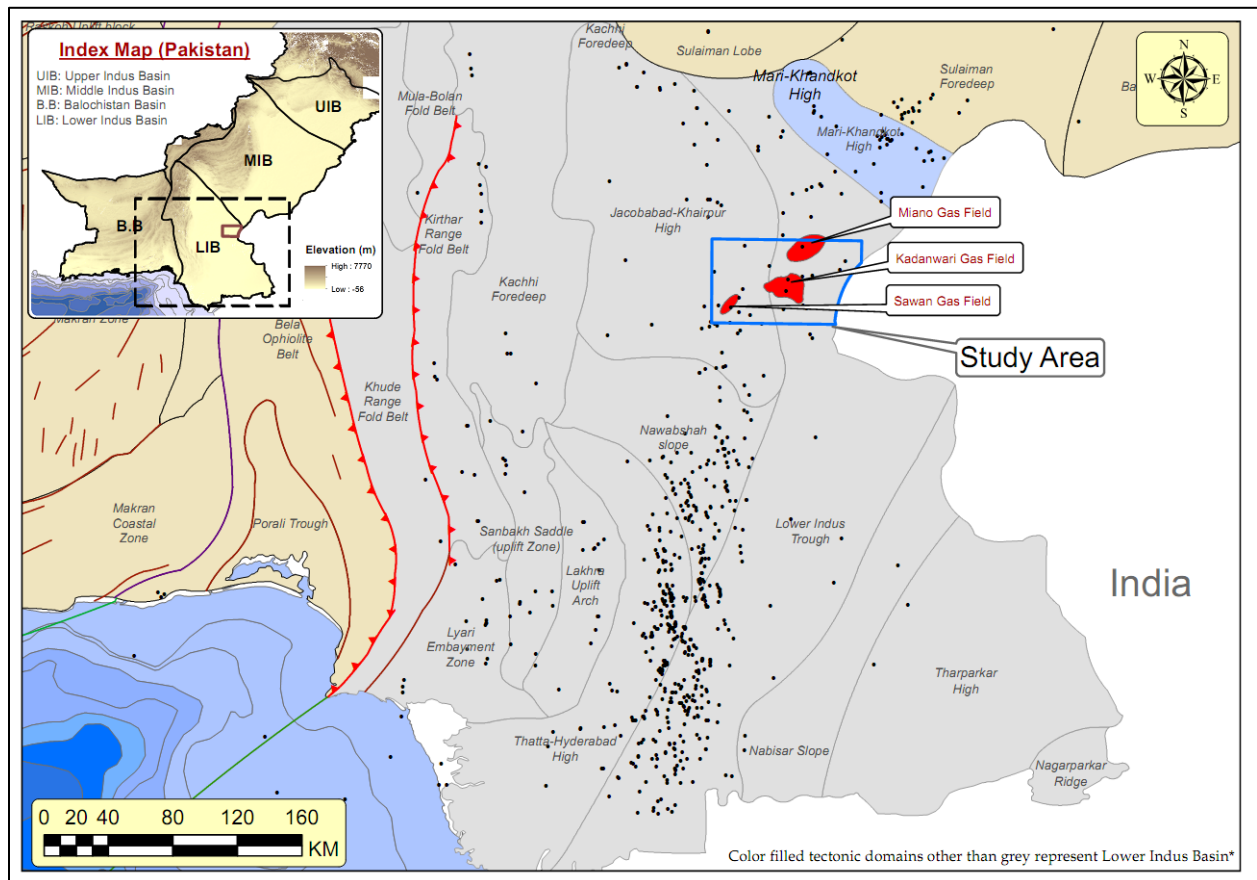 Index Map (Pakistan)
UIB: Upper Indus Basin
MIB: Middle Indus Basin
B.B: Balochistan Basin
LIB: Lower Indus Basin
UIB
MIB
B.B
LIB
Elevation (m)
High : 7770
Low : -56
Kachhi
Foredeep
Sulaiman Lobe
Mari-Khandkot
High
Sulaiman
Foredeep
Ba
N
W
E
S
Mula-Bolan
Fold Belt
Mari-Khandkot
High
Kirthar
Range
Fold Belt
Jacobabad-Khairpur
High
Miano Gas Field
Kadanwari Gas Field
Sawan Gas Field
Kachhi
Foredeep
Study Area
Makran Zone
Bela
Ophiolite
Belt
Khude
Range
Fold Belt
Nawabshah
slope
Makran
Coastal
Zone
Porali Trough
Sanbakh Saddle
(uplift Zone)
Lakhra
Uplift
Arch
Lower Indus
Trough
India
Lyari
Embayment
Zone
Tharparkar
High
Thatta-Hyderabad
High
Nabisar Slope
Nagarparkar
Ridge
0 20 40 80 120 160
KM
Color filled tectonic domains other than grey represent Lower Indus Basin*